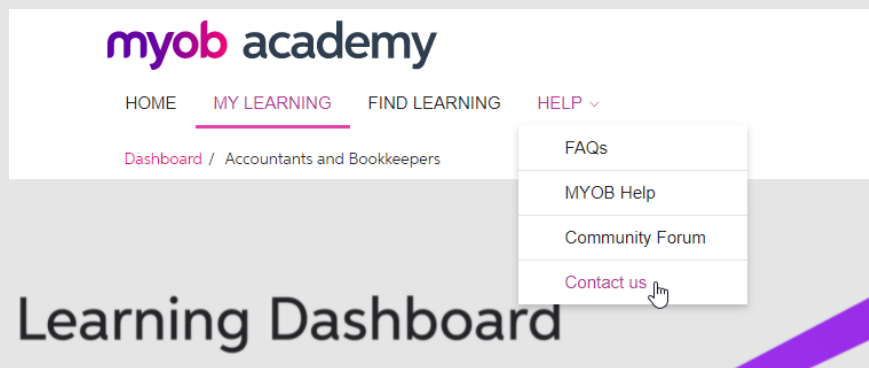 myob academy
HOME MY LEARNING FIND LEARNING HELP
Dashboard / Accountants and Bookkeepers
FAQs
MYOB Help
Community Forum
Contact us
Learning Dashboard